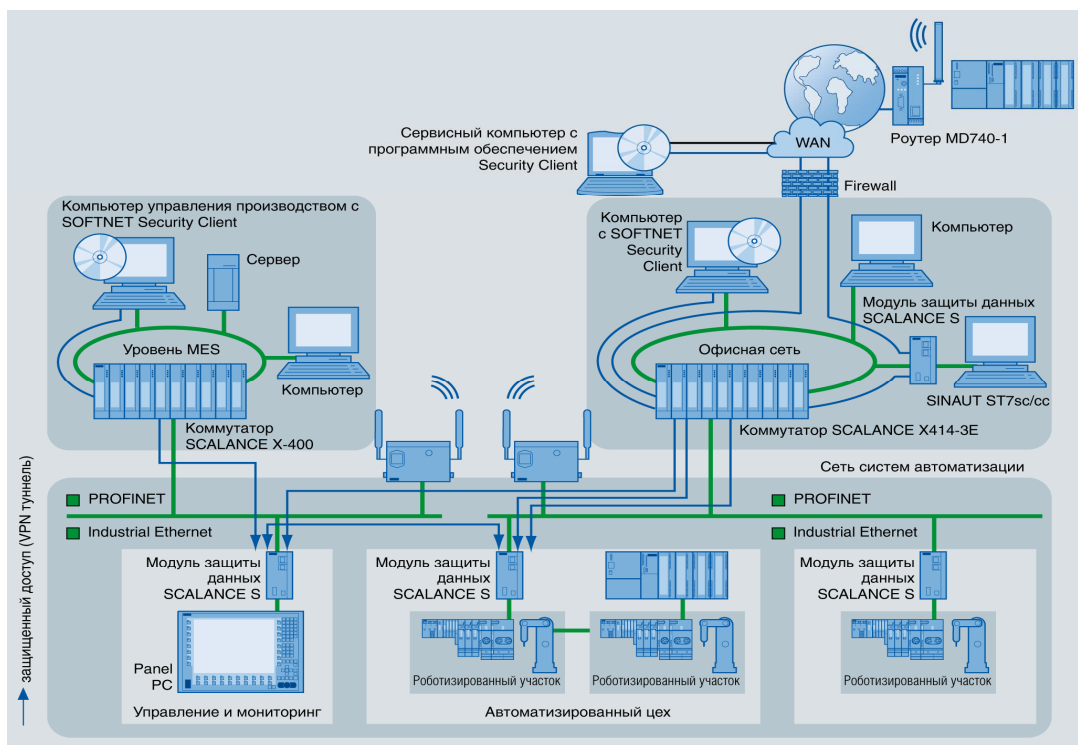 WAN
Роутер MD740-1
Сервисный компьютер с
программным обеспечением
Security Client
Firewall
Компьютер управления производством с
SOFTNET Security Client
Сервер
Уровень MES
Компьютер
Коммутатор
SCALANCE X-400
Компьютер
с SOFTNET
Security
Client
Компьютер
Модуль защиты данных
SCALANCE S
Офисная сеть
SINAUT ST7sc/cc
Коммутатор SCALANCE X414-3E
Сеть систем автоматизации
PROFINET
Industrial Ethernet
PROFINET
Industrial Ethernet
Модуль защиты
данных
SCALANCE S
Panel
PC
Управление и мониторинг
Модуль защиты
данных
SCALANCE S
Роботизированный участок
Роботизированный участок
Автоматизированный цех
Модуль защиты
данных
SCALANCE S
Роботизированный участок
защищенный доступ (VPN туннель)